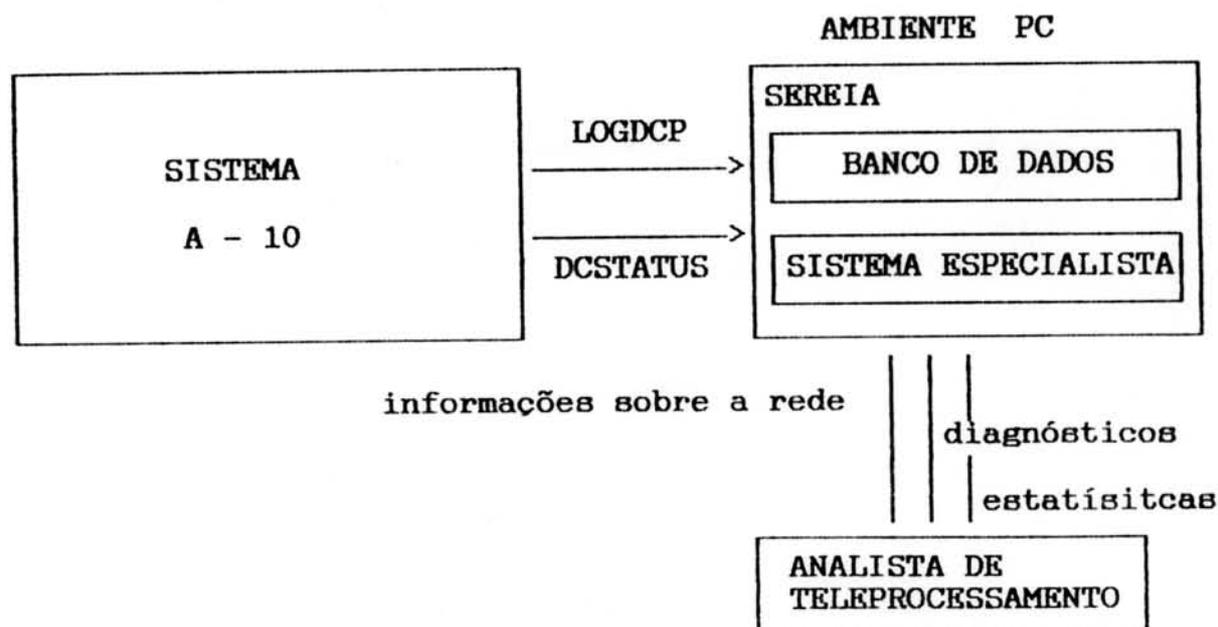 AMBIENTE PC
SISTEMA
A - 10
LOGDCP
DCSTATUS
SEREIA
BANCO DE DADOS
SISTEMA ESPECIALISTA
informações sobre a rede
diagnósticos
estatísitcas
ANALISTA DE
TELEPROCESSAMENTO